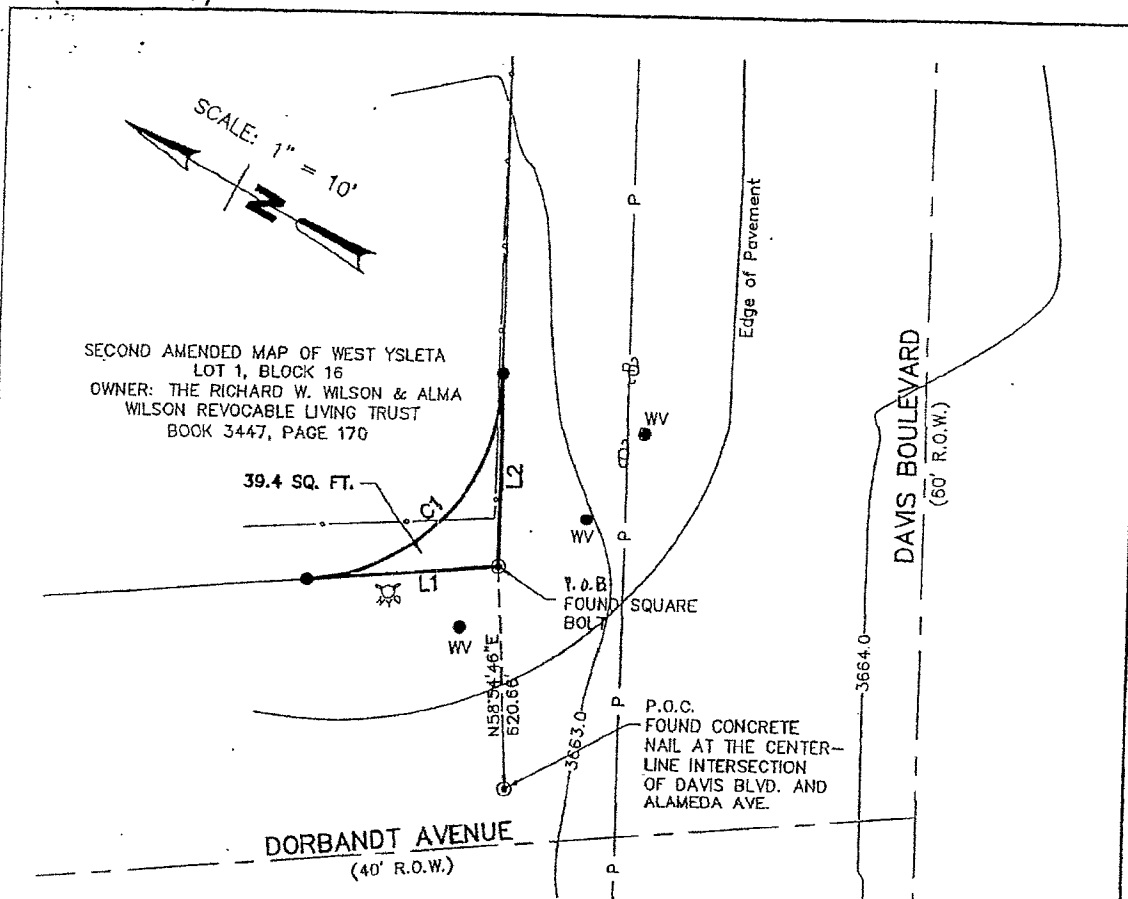 SCALE: 1" = 10'
N
SECOND AMENDED MAP OF WEST YSLETA
LOT 1, BLOCK 16
OWNER: THE RICHARD W. WILSON & ALMA
WILSON REVOCABLE LIVING TRUST
BOOK 3447, PAGE 170
39.4 SQ. FT.
C1
L2
L1
P
P
P
P
P
Edge of Pavement
WV
WV
WV
DAVIS BOULEVARD
(60' R.O.W.)
P.O.B.
FOUND SQUARE
BOLT
N58°54'46"E
520.66'
3663.0
3664.0
P.O.C.
FOUND CONCRETE
NAIL AT THE CENTER-
LINE INTERSECTION
OF DAVIS BLVD. AND
ALAMEDA AVE.
DORBANDT AVENUE
(40' R.O.W.)